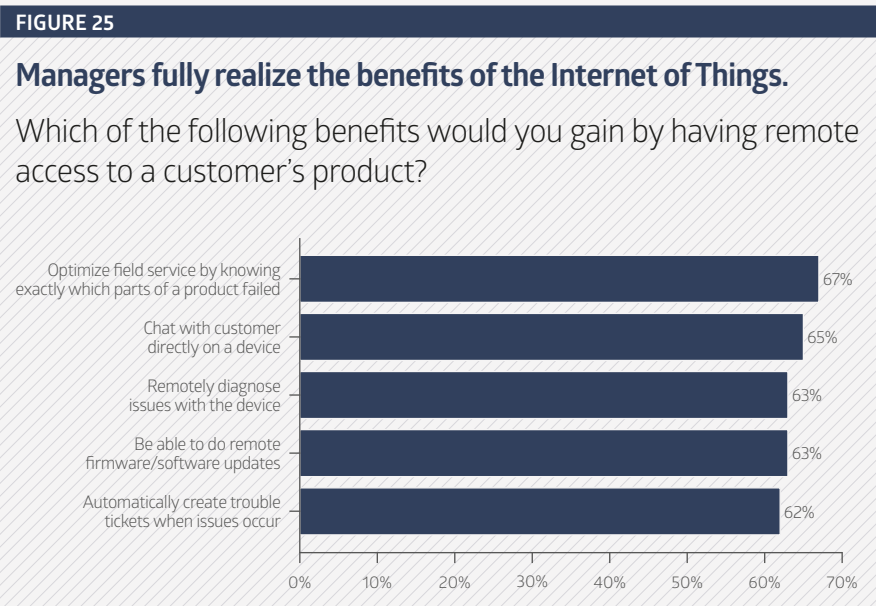 FIGURE 25
Managers fully realize the benefits of the Internet of Things.
Which of the following benefits would you gain by having remote
access to a customer's product?
Optimize field service by knowing
exactly which parts of a product failed
67%
Chat with customer
directly on a device
65%
Remotely diagnose
issues with the device
63%
Be able to do remote
firmware/software updates
63%
Automatically create trouble
tickets when issues occur
62%
0% 10% 20% 30% 40% 50% 60% 70%